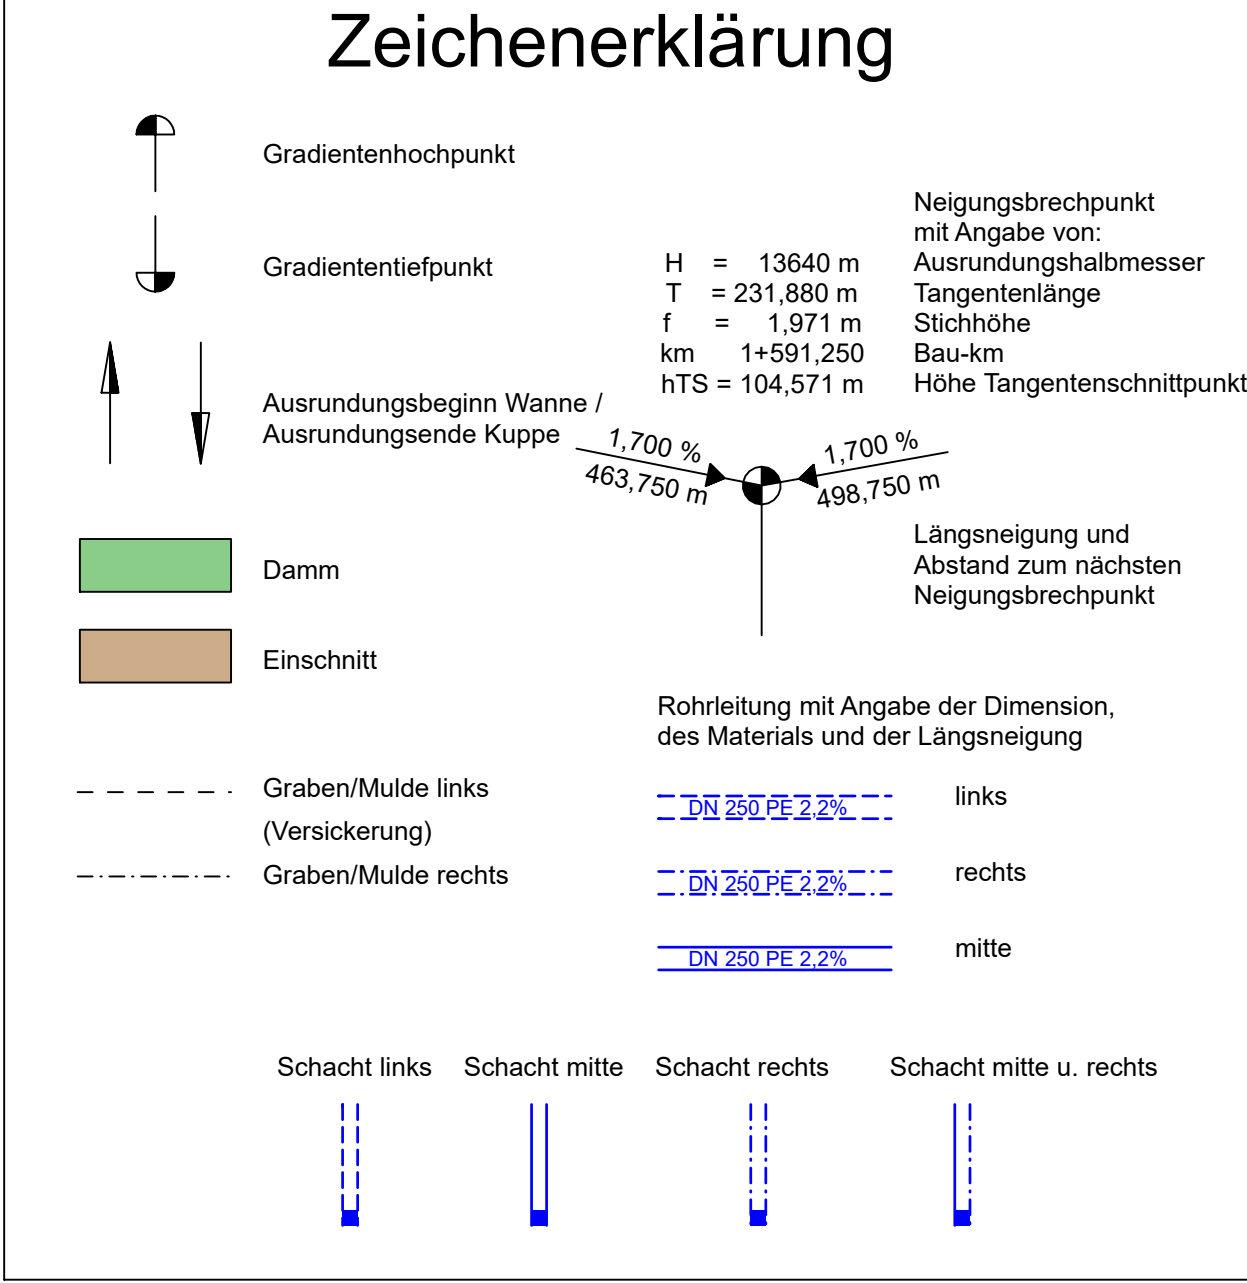 Zeichenerklärung
Gradientenhochpunkt
Gradiententiefpunkt
Ausrundungsbeginn Wanne /
Ausrundungsende Kuppe
Damm
Einschnitt
Graben/Mulde links
(Versickerung)
Graben/Mulde rechts
Neigungsbrechpunkt
mit Angabe von:
H = 13640 m Ausrundungshalbmesser
T = 231,880 m Tangentenlänge
f = 1,971 m Stichhöhe
km 1+591,250 Bau-km
hTS = 104,571 m Höhe Tangentenschnittpunkt
1,700 %
463,750 m
1,700 %
498,750 m
Längsneigung und
Abstand zum nächsten
Neigungsbrechpunkt
Rohrleitung mit Angabe der Dimension,
des Materials und der Längsneigung
DN 250 PE 2,2% links
DN 250 PE 2,2% rechts
DN 250 PE 2,2% mitte
Schacht links Schacht mitte Schacht rechts Schacht mitte u. rechts